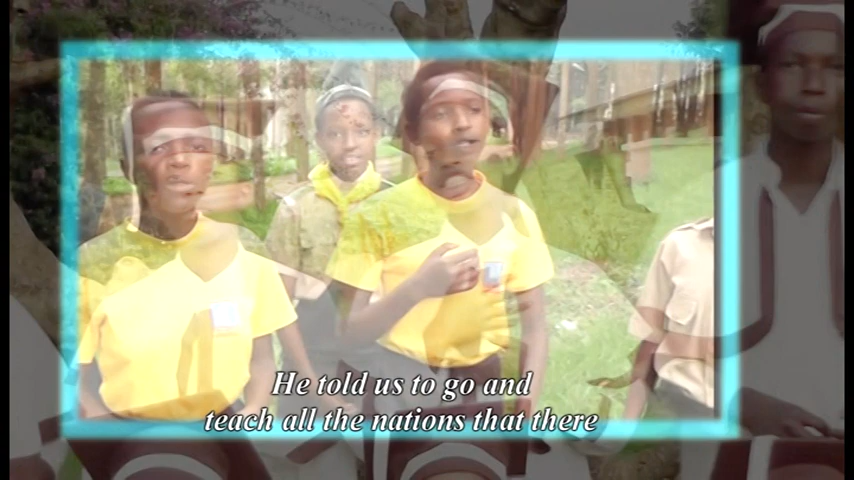 He told us to go and
teach all the nations that there